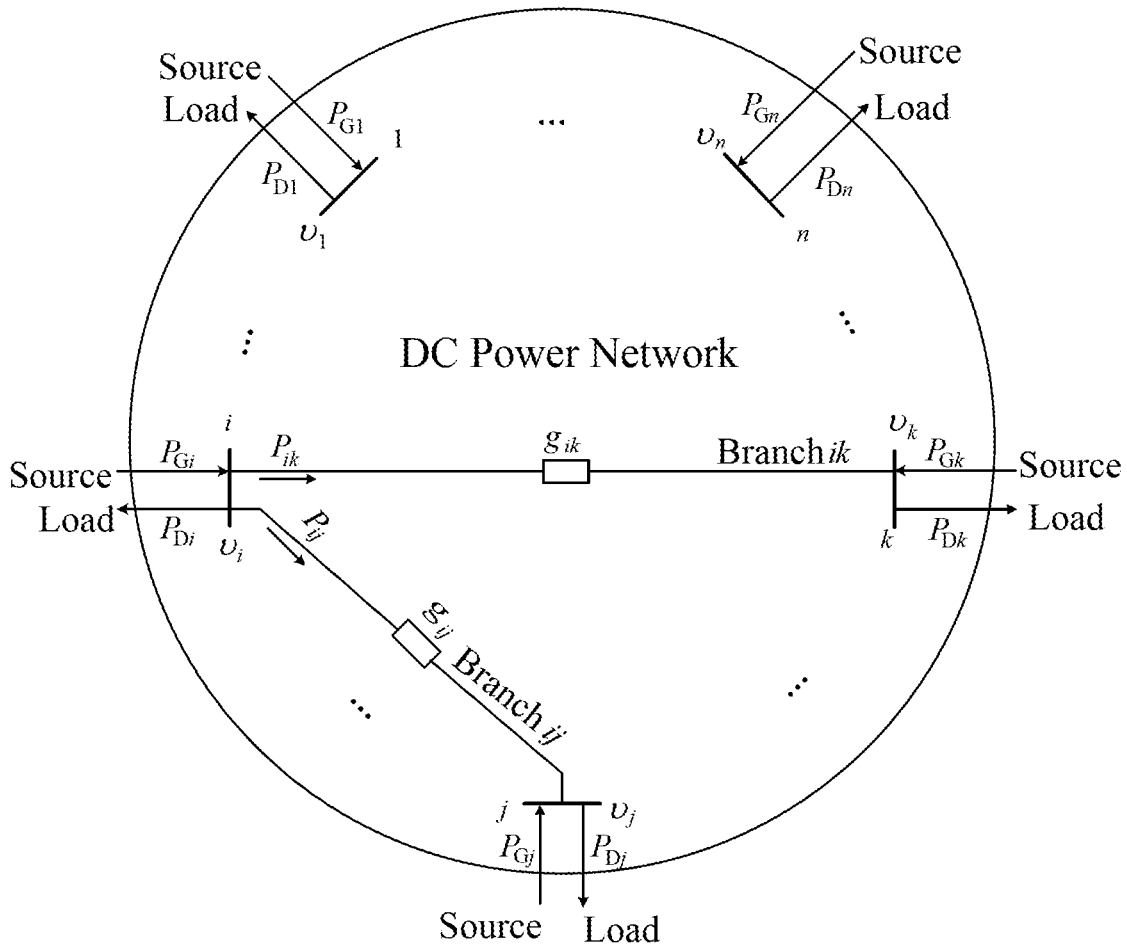 Source
Load
P_G1
P_D1
1
υ_1
...
Source
Load
P_Gn
P_Dn
υ_n
n
...
...
DC Power Network
i
P_Gi
P_ik
Source
Load
P_Di
υ_i
g_ik
Branch ik
υ_k
P_Gk
Source
Load
P_Dk
k
P_ij
g_ij
Branch ij
...
...
j
υ_j
P_Gj
P_Dj
Source
Load